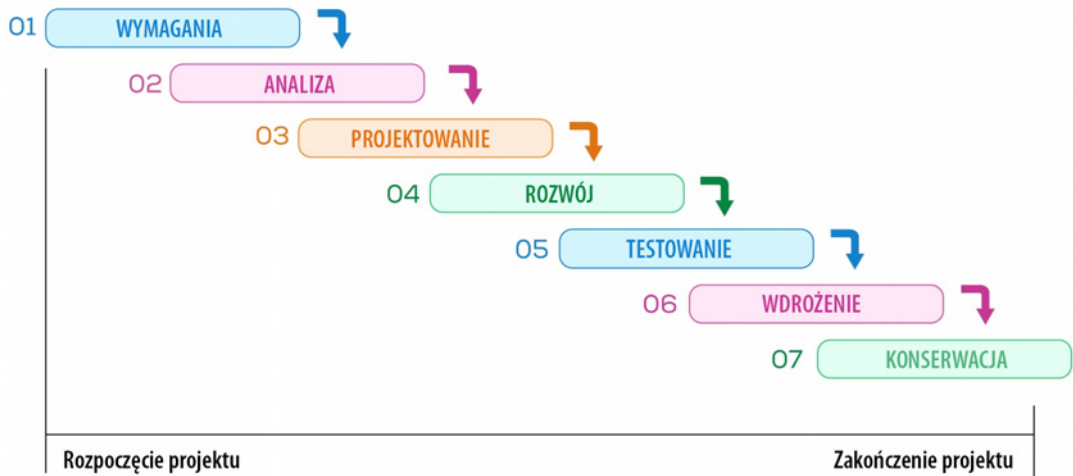 01 WYMAGANIA
02 ANALIZA
03 PROJEKTOWANIE
04 ROZWÓJ
05 TESTOWANIE
06 WDROŻENIE
07 KONSERWACJA
Rozpoczęcie projektu Zakończenie projektu